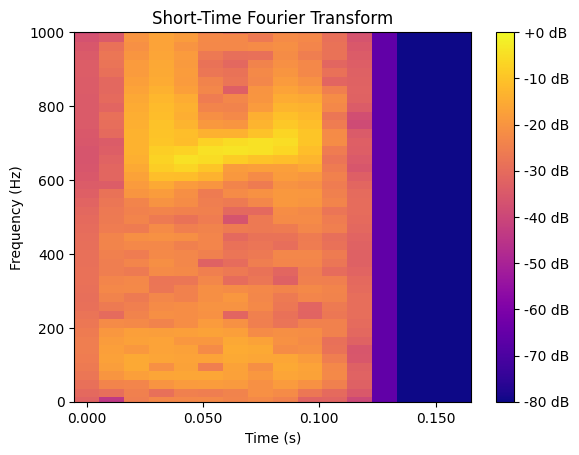 Short-Time Fourier Transform
1000
800
600
400
200
0
Frequency (Hz)
0.000
0.050
0.100
0.150
Time (s)
+0 dB
-10 dB
-20 dB
-30 dB
-40 dB
-50 dB
-60 dB
-70 dB
-80 dB